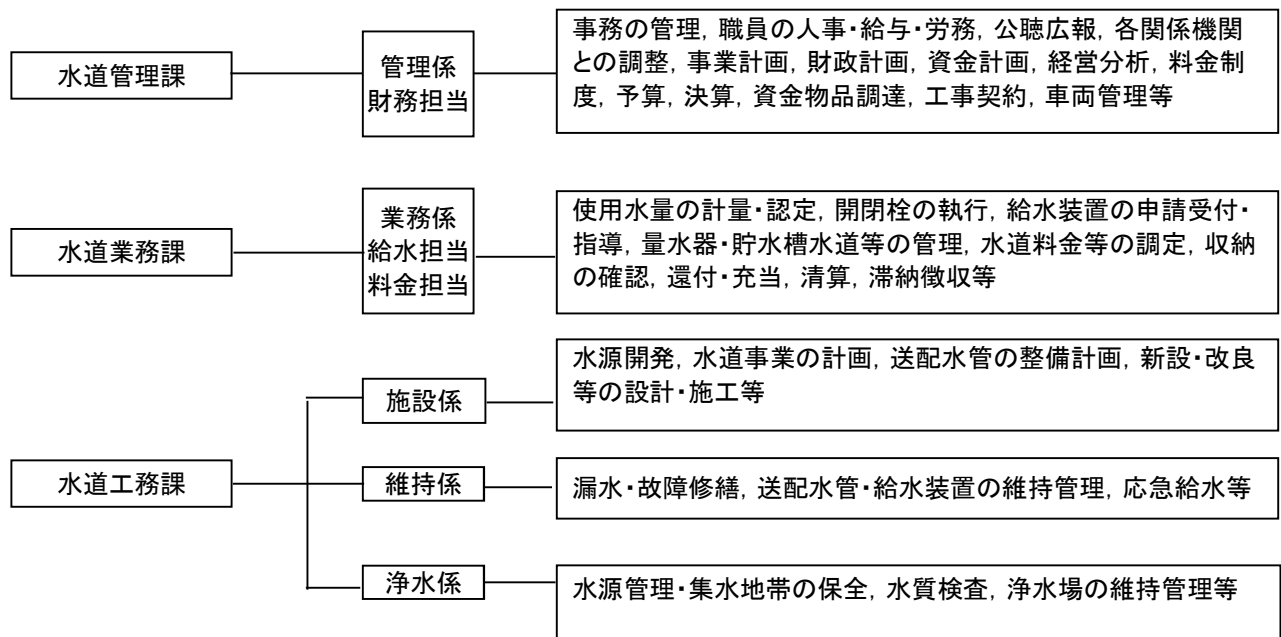 水道管理課
管理係
財務担当
事務の管理, 職員の人事・給与・労務, 公聴広報, 各関係機関
との調整, 事業計画, 財政計画, 資金計画, 経営分析, 料金制
度, 予算, 決算, 資金物品調達, 工事契約, 車両管理等
水道業務課
業務係
給水担当
料金担当
使用水量の計量・認定, 開閉栓の執行, 給水装置の申請受付・
指導, 量水器・貯水槽水道等の管理, 水道料金等の調定, 収納
の確認, 還付・充当, 清算, 滞納徴収等
水道工務課
施設係
水源開発, 水道事業の計画, 送配水管の整備計画, 新設・改良
等の設計・施工等
維持係
漏水・故障修繕, 送配水管・給水装置の維持管理, 応急給水等
浄水係
水源管理・集水地帯の保全, 水質検査, 浄水場の維持管理等